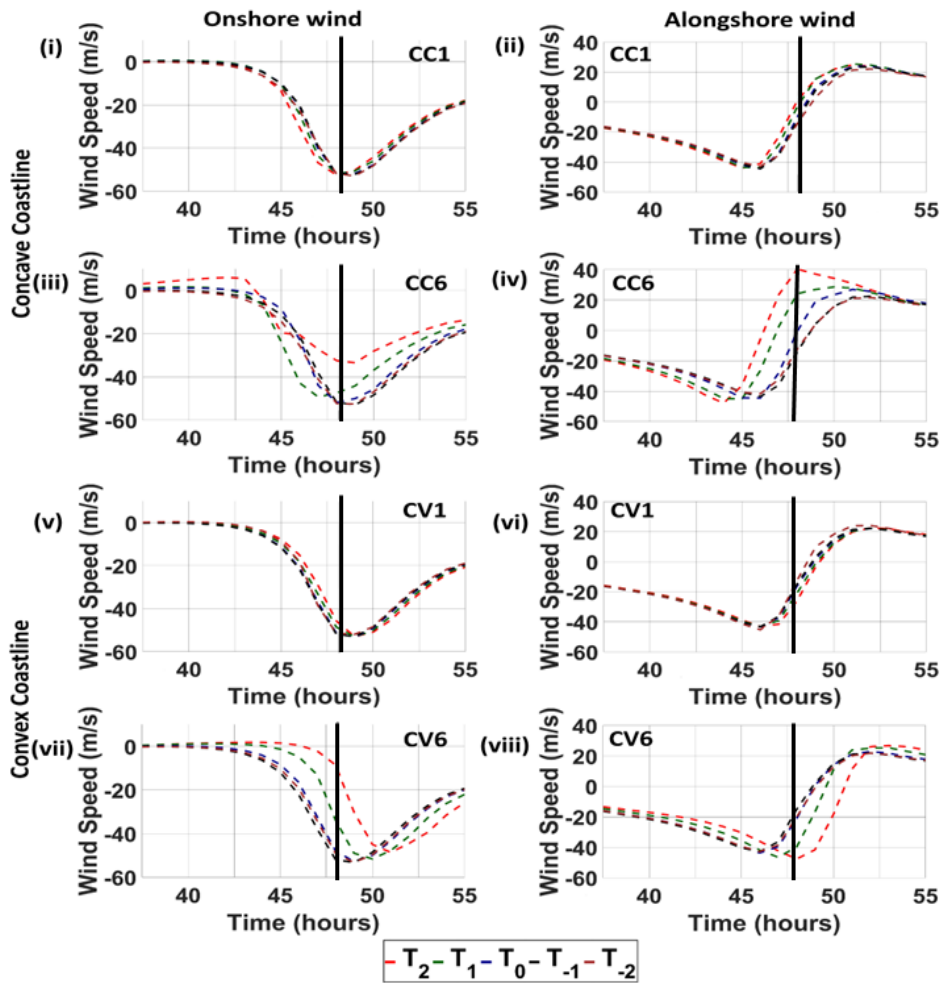 Onshore wind
Alongshore wind
Concave Coastline
Convex Coastline
(i)
CC1
Wind Speed (m/s)
0
-20
-40
-60
40 45 50 55
Time (hours)
(ii)
CC1
Wind Speed (m/s)
40
20
0
-20
-40
-60
40 45 50 55
Time (hours)
(iii)
CC6
Wind Speed (m/s)
0
-20
-40
-60
40 45 50 55
Time (hours)
(iv)
CC6
Wind Speed (m/s)
40
20
0
-20
-40
-60
40 45 50 55
Time (hours)
(v)
CV1
Wind Speed (m/s)
0
-20
-40
-60
40 45 50 55
Time (hours)
(vi)
CV1
Wind Speed (m/s)
40
20
0
-20
-40
-60
40 45 50 55
Time (hours)
(vii)
CV6
Wind Speed (m/s)
0
-20
-40
-60
40 45 50 55
Time (hours)
(viii)
CV6
Wind Speed (m/s)
40
20
0
-20
-40
-60
40 45 50 55
Time (hours)
T2 T1 T0 T-1 T-2